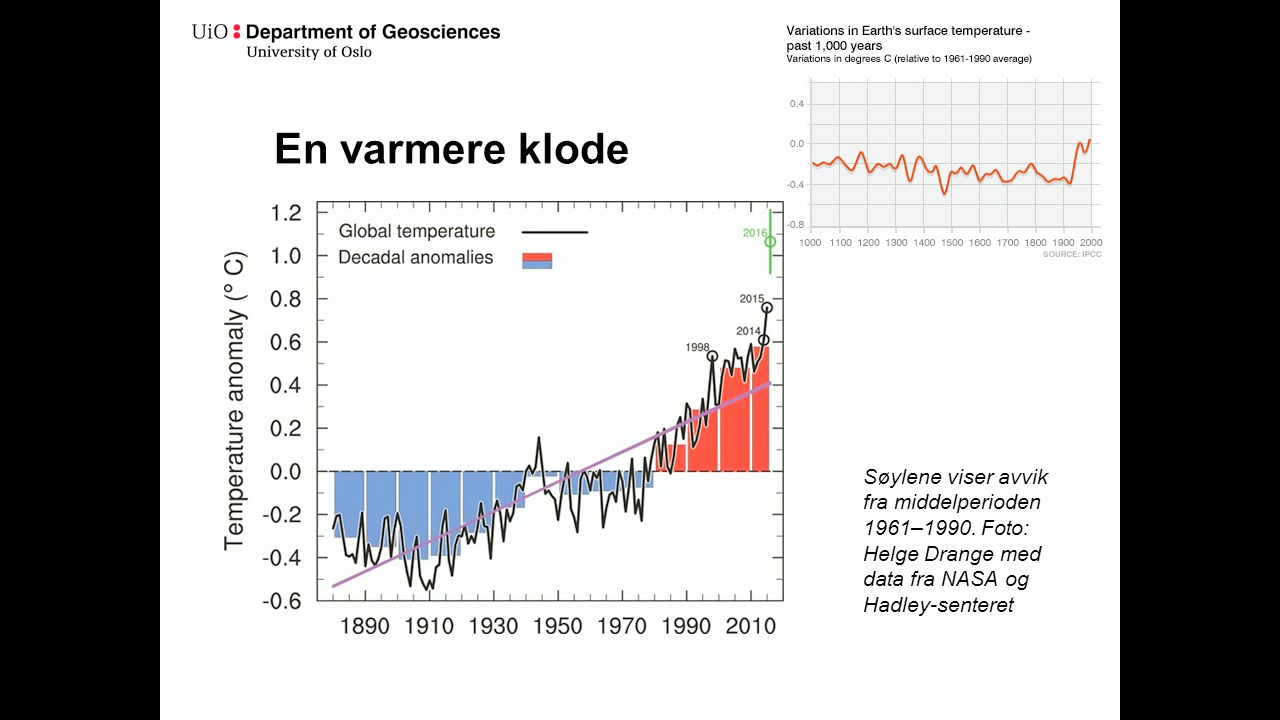 UiO Department of Geosciences
University of Oslo
Variations in Earth's surface temperature -
past 1,000 years
Variations in degrees C (relative to 1961-1990 average)
0.4
0.0
-0.4
-0.8
1000 1100 1200 1300 1400 1500 1600 1700 1800 1900 2000
SOURCE: IPCC
En varmere klode
Temperature anomaly (° C)
1.2
1.0
0.8
0.6
0.4
0.2
0.0
-0.2
-0.4
-0.6
Global temperature
Decadal anomalies
2016
2015
2014
1998
1890 1910 1930 1950 1970 1990 2010
Søylene viser avvik
fra middelperioden
1961–1990. Foto:
Helge Drange med
data fra NASA og
Hadley-senteret